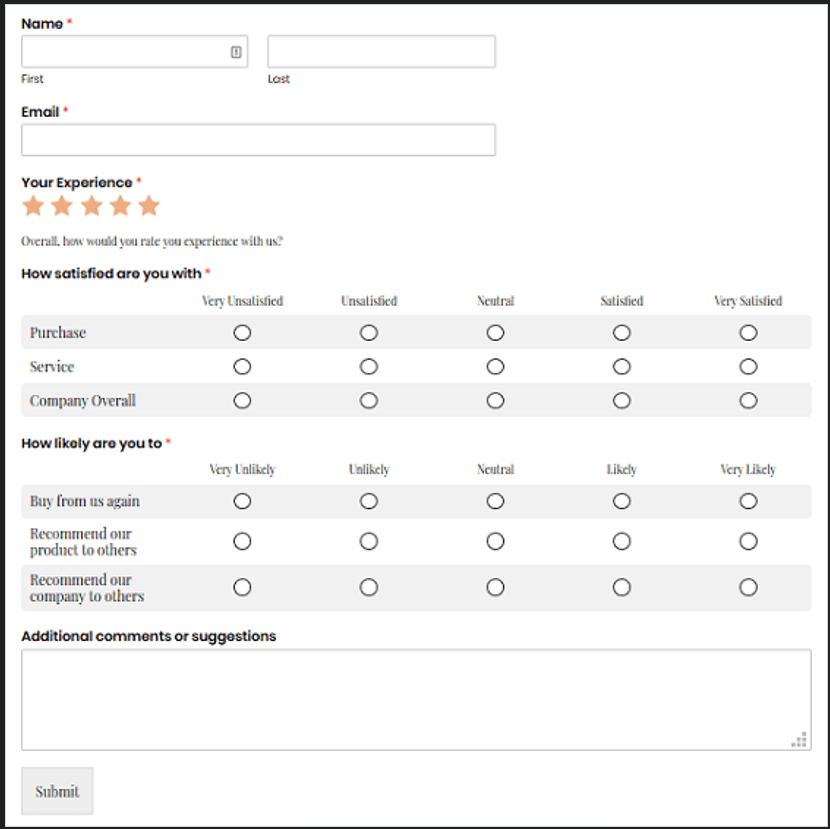 Name *
First Last
Email *
Your Experience *
Overall, how would you rate you experience with us?
How satisfied are you with *
Very Unsatisfied Unsatisfied Neutral Satisfied Very Satisfied
Purchase
Service
Company Overall
How likely are you to *
Very Unlikely Unlikely Neutral Likely Very Likely
Buy from us again
Recommend our
product to others
Recommend our
company to others
Additional comments or suggestions
Submit